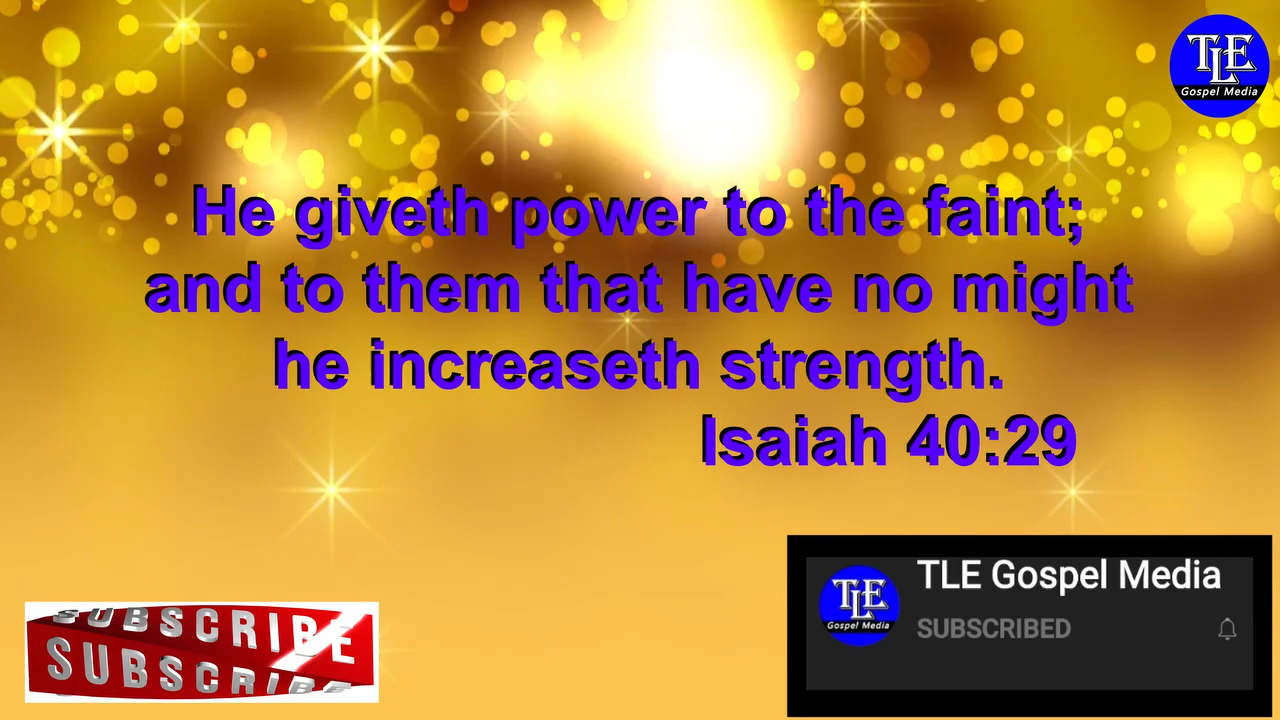 TLE
Gospel Media
He giveth power to the faint;
and to them that have no might
he increaseth strength.
Isaiah 40:29
SUBSCRIBE
SUBSCRIBE
TLE
Gospel Media
TLE Gospel Media
SUBSCRIBED